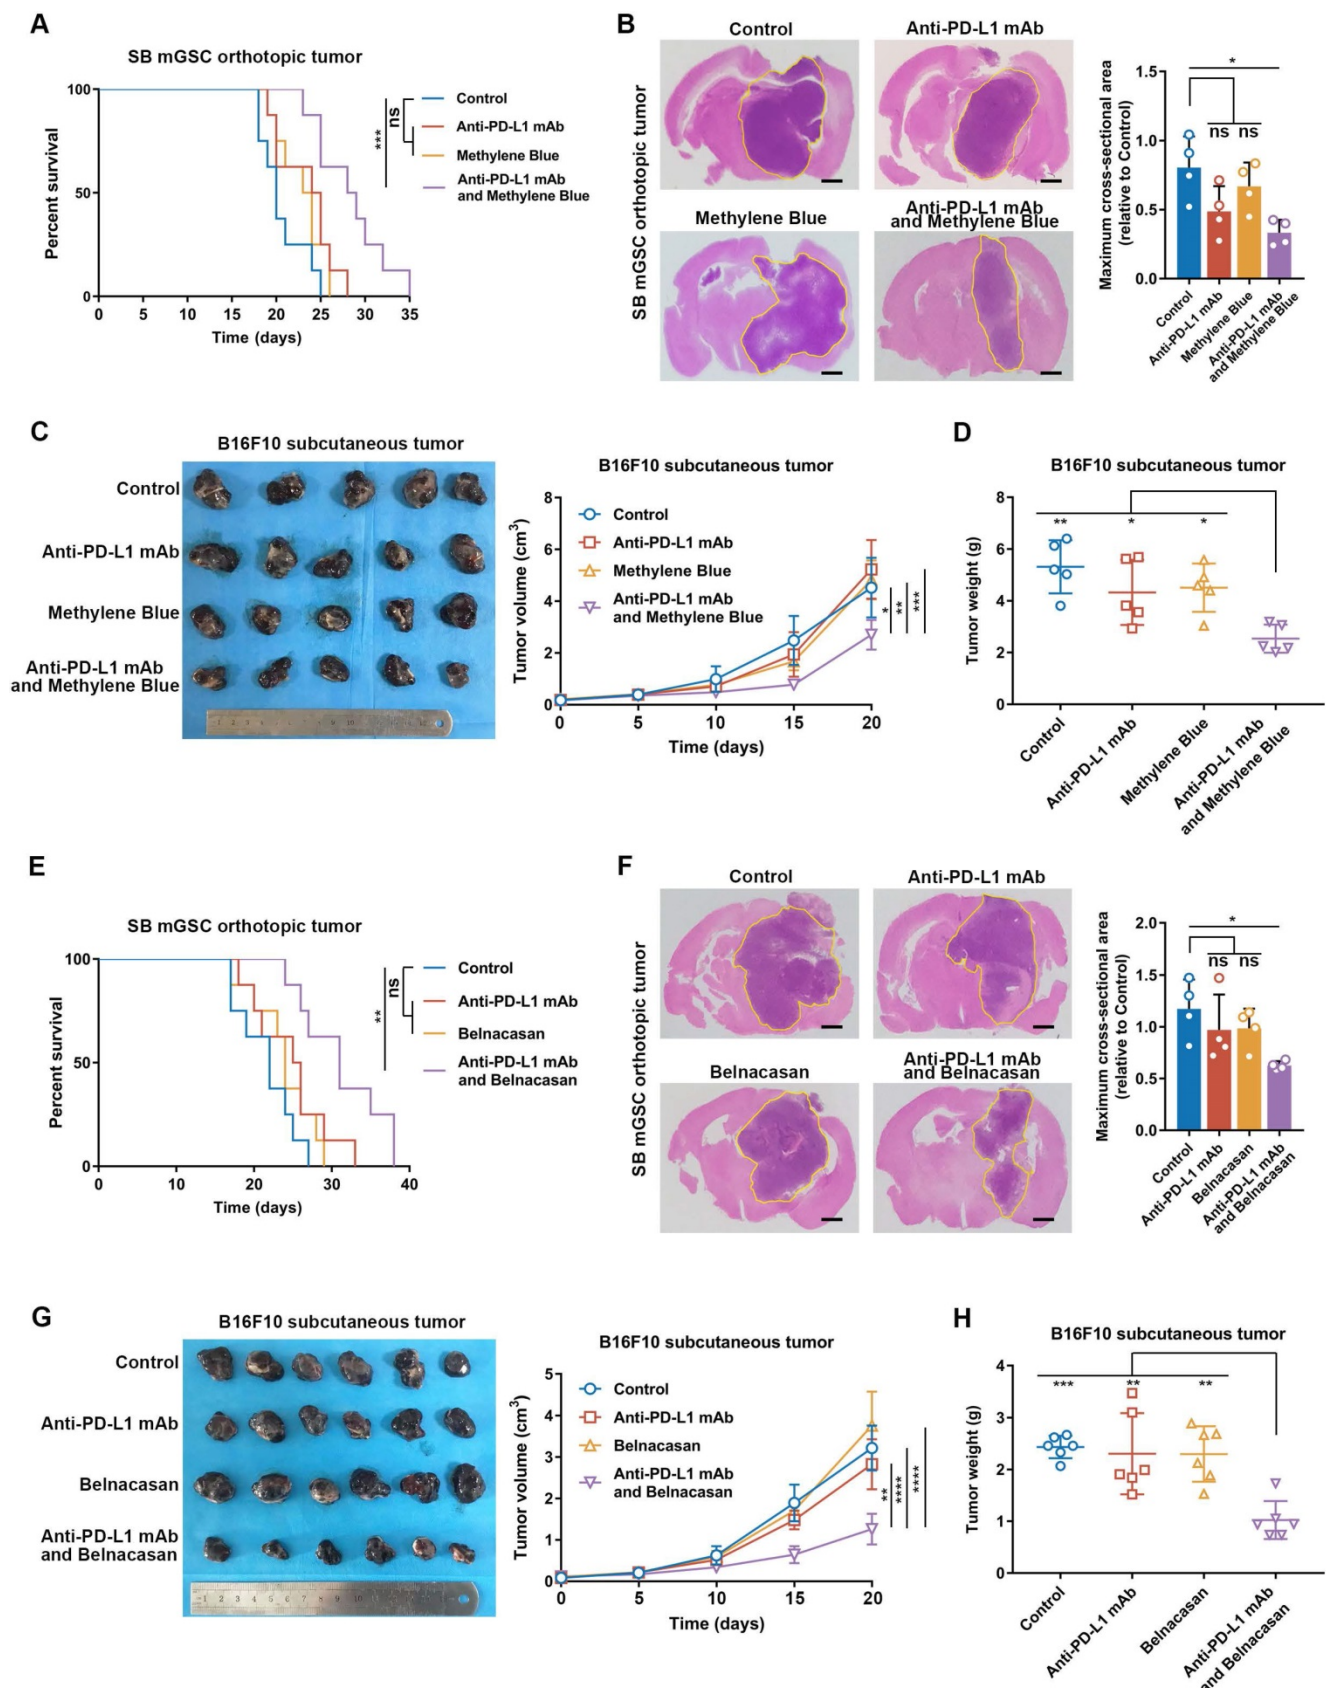 A
SB mGSC orthotopic tumor
Percent survival
100
50
0
0 5 10 15 20 25 30 35
Time (days)
***
ns
Control
Anti-PD-L1 mAb
Methylene Blue
Anti-PD-L1 mAb
and Methylene Blue
B
SB mGSC orthotopic tumor
Control
Anti-PD-L1 mAb
Methylene Blue
Anti-PD-L1 mAb
and Methylene Blue
Maximum cross-sectional area
(relative to Control)
1.5
1.0
0.5
0.0
*
ns ns
Control
Anti-PD-L1 mAb
Methylene Blue
Anti-PD-L1 mAb
and Methylene Blue
C
B16F10 subcutaneous tumor
Control
Anti-PD-L1 mAb
Methylene Blue
Anti-PD-L1 mAb
and Methylene Blue
B16F10 subcutaneous tumor
Tumor volume (cm3)
8
6
4
2
0
0 5 10 15 20
Time (days)
Control
Anti-PD-L1 mAb
Methylene Blue
Anti-PD-L1 mAb
and Methylene Blue
* ** ***
D
B16F10 subcutaneous tumor
Tumor weight (g)
8
6
4
2
0
** * *
Control
Anti-PD-L1 mAb
Methylene Blue
Anti-PD-L1 mAb
and Methylene Blue
E
SB mGSC orthotopic tumor
Percent survival
100
50
0
0 10 20 30 40
Time (days)
**
ns
Control
Anti-PD-L1 mAb
Belnacasan
Anti-PD-L1 mAb
and Belnacasan
F
SB mGSC orthotopic tumor
Control
Anti-PD-L1 mAb
Belnacasan
Anti-PD-L1 mAb
and Belnacasan
Maximum cross-sectional area
(relative to Control)
2.0
1.5
1.0
0.5
0.0
*
ns ns
Control
Anti-PD-L1 mAb
Belnacasan
Anti-PD-L1 mAb
and Belnacasan
G
B16F10 subcutaneous tumor
Control
Anti-PD-L1 mAb
Belnacasan
Anti-PD-L1 mAb
and Belnacasan
B16F10 subcutaneous tumor
Tumor volume (cm3)
5
4
3
2
1
0
0 5 10 15 20
Time (days)
Control
Anti-PD-L1 mAb
Belnacasan
Anti-PD-L1 mAb
and Belnacasan
** **** ****
H
B16F10 subcutaneous tumor
Tumor weight (g)
4
3
2
1
0
*** ** **
Control
Anti-PD-L1 mAb
Belnacasan
Anti-PD-L1 mAb
and Belnacasan